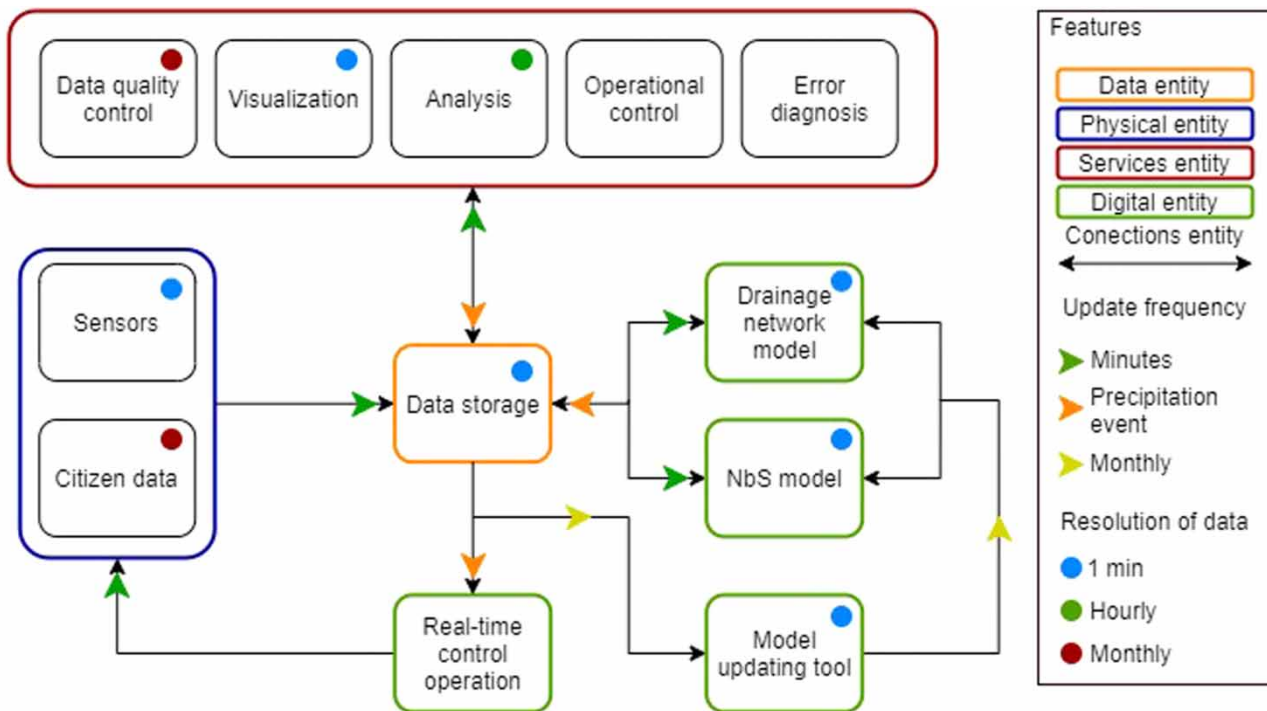 Data quality
control
Visualization
Analysis
Operational
control
Error
diagnosis
Sensors
Citizen data
Data storage
Drainage
network
model
NbS model
Real-time
control
operation
Model
updating tool
Features
Data entity
Physical entity
Services entity
Digital entity
Conections entity
Update frequency
Minutes
Precipitation
event
Monthly
Resolution of data
1 min
Hourly
Monthly